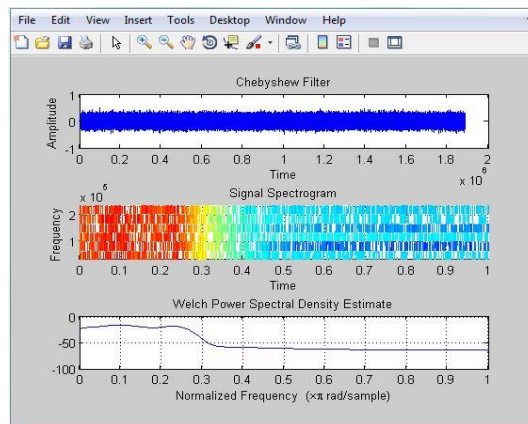 File Edit View Insert Tools Desktop Window Help
Chebyshew Filter
1
0
-1
Amplitude
0 0.2 0.4 0.6 0.8 1 1.2 1.4 1.6 1.8 2
Time
x 10^6
x 10^5
Signal Spectrogram
2
1
Frequency
0 0.1 0.2 0.3 0.4 0.5 0.6 0.7 0.8 0.9 1
Time
Welch Power Spectral Density Estimate
0
-50
-100
0 0.1 0.2 0.3 0.4 0.5 0.6 0.7 0.8 0.9 1
Normalized Frequency (×π rad/sample)